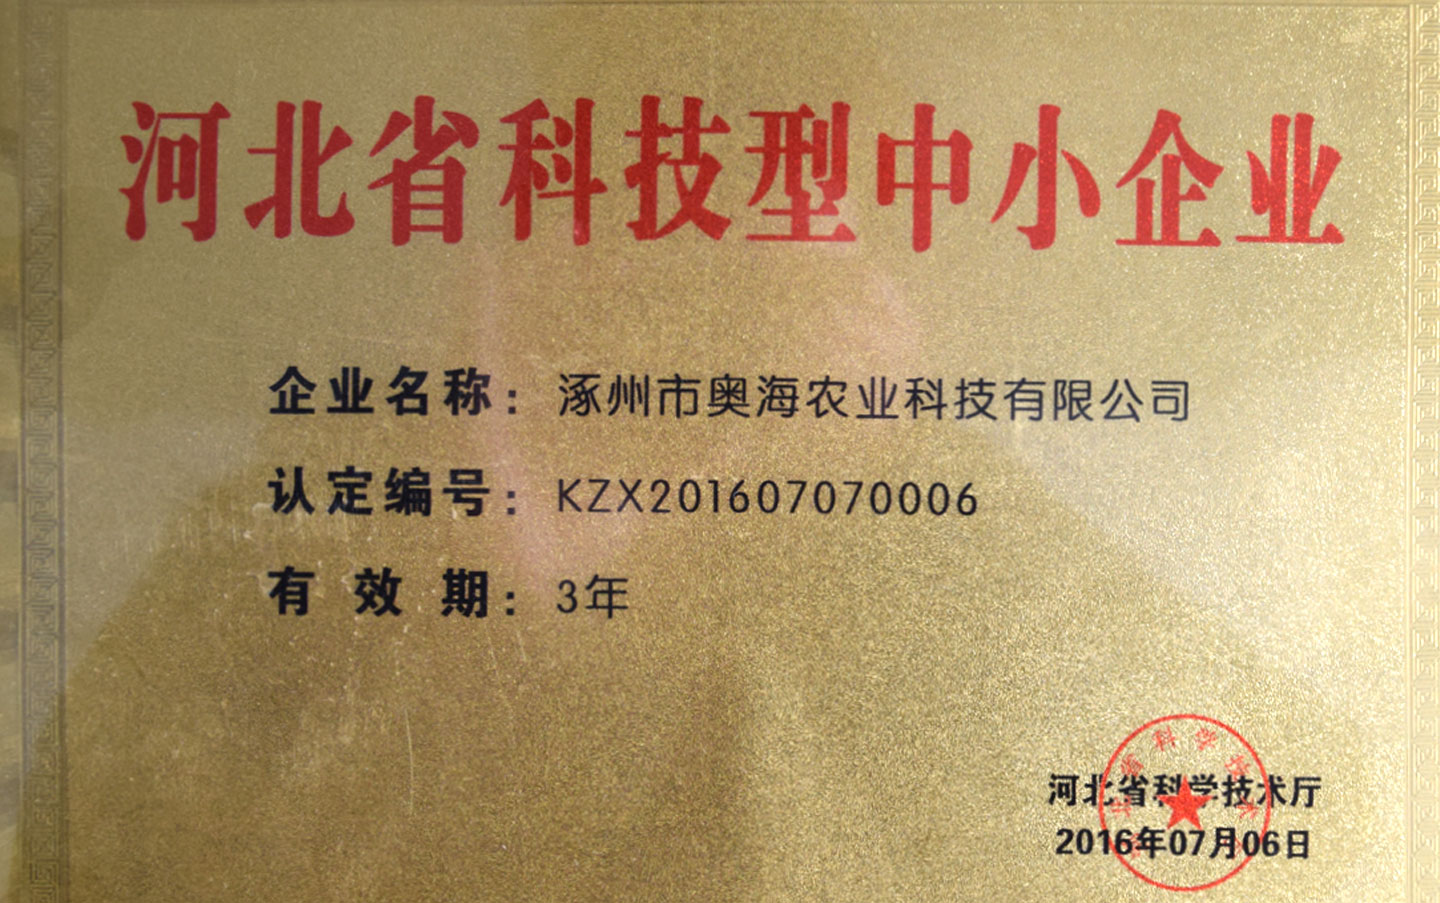 河北省科技型中小企业
企业名称：涿州市奥海农业科技有限公司
认定编号：KZX201607070006
有效期：3年
河北省科学技术厅
2016年07月06日